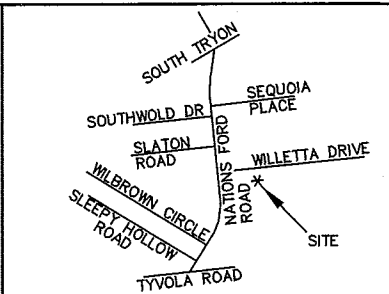 SOUTH TRYON
SEQUOIA
PLACE
SOUTHWOLD DR
SLATON
ROAD
WILLETTA DRIVE
NATIONS FORD
ROAD
WILBROWN CIRCLE
SLEEPY HOLLOW
ROAD
SITE
TYVOLA ROAD